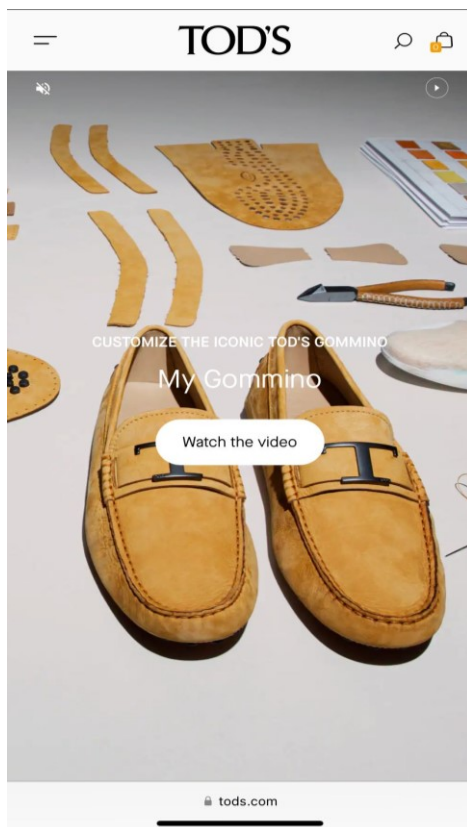 TOD'S
CUSTOMIZE THE ICONIC TOD'S GOMMINO
My Gommino
Watch the video
tods.com